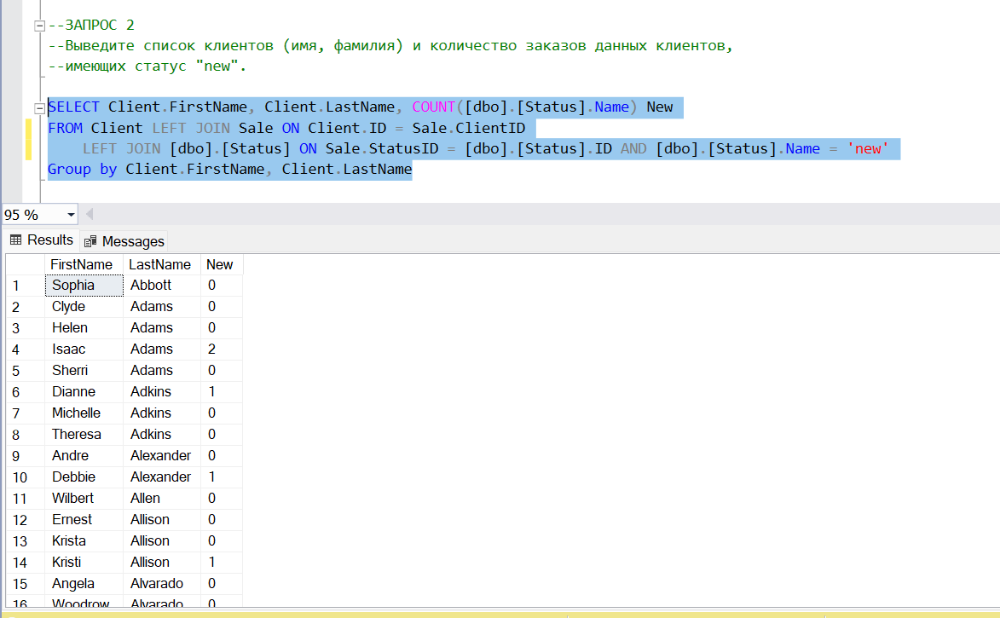 --ЗАПРОС 2
--Выведите список клиентов (имя, фамилия) и количество заказов данных клиентов,
--имеющих статус "new".
SELECT Client.FirstName, Client.LastName, COUNT([dbo].[Status].Name) New
FROM Client LEFT JOIN Sale ON Client.ID = Sale.ClientID
LEFT JOIN [dbo].[Status] ON Sale.StatusID = [dbo].[Status].ID AND [dbo].[Status].Name = 'new'
Group by Client.FirstName, Client.LastName
95 %
Results Messages
FirstName LastName New
1 Sophia Abbott 0
2 Clyde Adams 0
3 Helen Adams 0
4 Isaac Adams 2
5 Sherri Adams 0
6 Dianne Adkins 1
7 Michelle Adkins 0
8 Theresa Adkins 0
9 Andre Alexander 0
10 Debbie Alexander 1
11 Wilbert Allen 0
12 Ernest Allison 0
13 Krista Allison 0
14 Kristi Allison 1
15 Angela Alvarado 0
16 Woodrow Alvarado 0